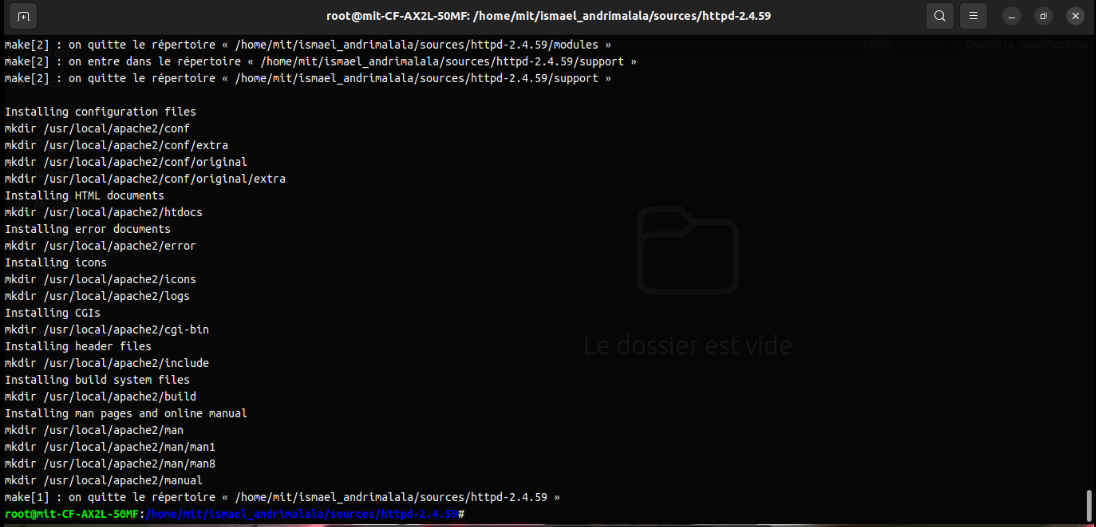 root@mit-CF-AX2L-50MF: /home/mit/ismael_andrimalala/sources/httpd-2.4.59
make[2] : on quitte le répertoire « /home/mit/ismael_andrimalala/sources/httpd-2.4.59/modules »
make[2] : on entre dans le répertoire « /home/mit/ismael_andrimalala/sources/httpd-2.4.59/support »
make[2] : on quitte le répertoire « /home/mit/ismael_andrimalala/sources/httpd-2.4.59/support »
Taille Dernière modification
Installing configuration files
mkdir /usr/local/apache2/conf
mkdir /usr/local/apache2/conf/extra
mkdir /usr/local/apache2/conf/original
mkdir /usr/local/apache2/conf/original/extra
Installing HTML documents
mkdir /usr/local/apache2/htdocs
Installing error documents
mkdir /usr/local/apache2/error
Installing icons
mkdir /usr/local/apache2/icons
mkdir /usr/local/apache2/logs
Installing CGIs
mkdir /usr/local/apache2/cgi-bin
Installing header files
Le dossier est vide
mkdir /usr/local/apache2/include
Installing build system files
mkdir /usr/local/apache2/build
Installing man pages and online manual
mkdir /usr/local/apache2/man
mkdir /usr/local/apache2/man/man1
mkdir /usr/local/apache2/man/man8
mkdir /usr/local/apache2/manual
make[1] : on quitte le répertoire « /home/mit/ismael_andrimalala/sources/httpd-2.4.59 »
root@mit-CF-AX2L-50MF:/home/mit/ismael_andrimalala/sources/httpd-2.4.59#